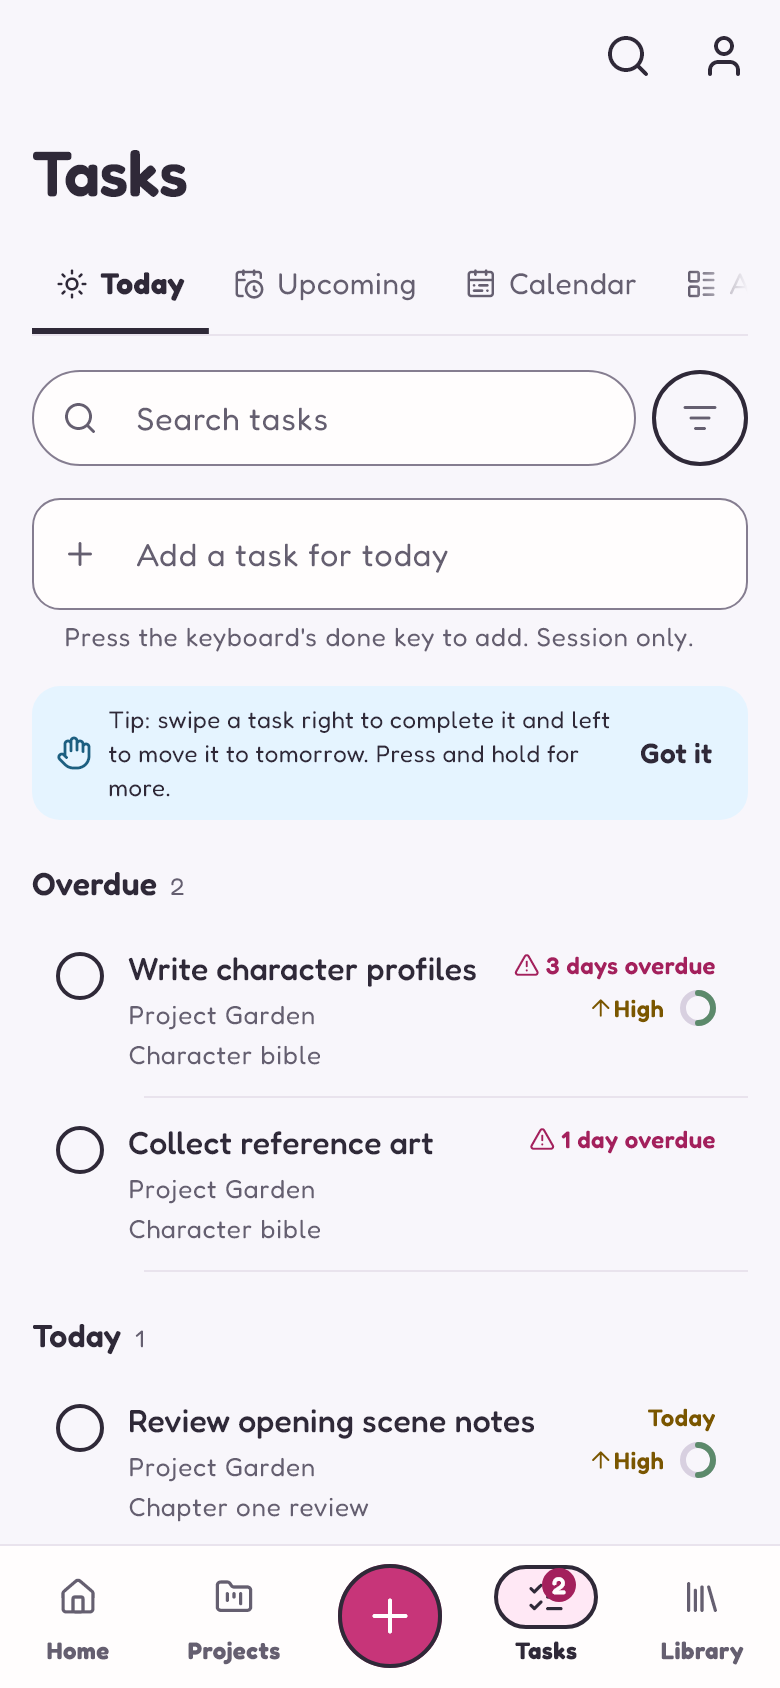 Tasks
Today
Upcoming
Calendar
Search tasks
Add a task for today
Press the keyboard's done key to add. Session only.
Tip: swipe a task right to complete it and left
to move it to tomorrow. Press and hold for
more.
Got it
Overdue 2
Write character profiles
3 days overdue
Project Garden
High
Character bible
Collect reference art
1 day overdue
Project Garden
Character bible
Today 1
Review opening scene notes
Today
Project Garden
High
Chapter one review
2
Home
Projects
Tasks
Library